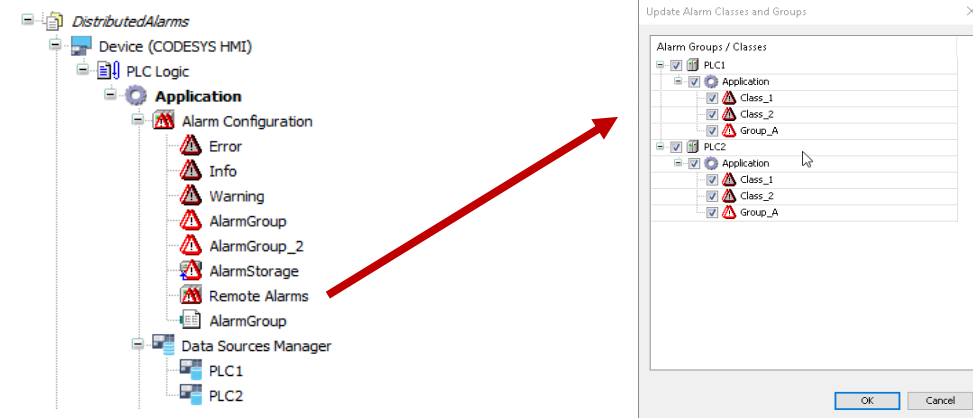 DistributedAlarms
Device (CODESYS HMI)
PLC Logic
Application
Alarm Configuration
Error
Info
Warning
AlarmGroup
AlarmGroup_2
AlarmStorage
Remote Alarms
AlarmGroup
Data Sources Manager
PLC1
PLC2
Update Alarm Classes and Groups
Alarm Groups / Classes
PLC1
Application
Class_1
Class_2
Group_A
PLC2
Application
Class_1
Class_2
Group_A
OK
Cancel